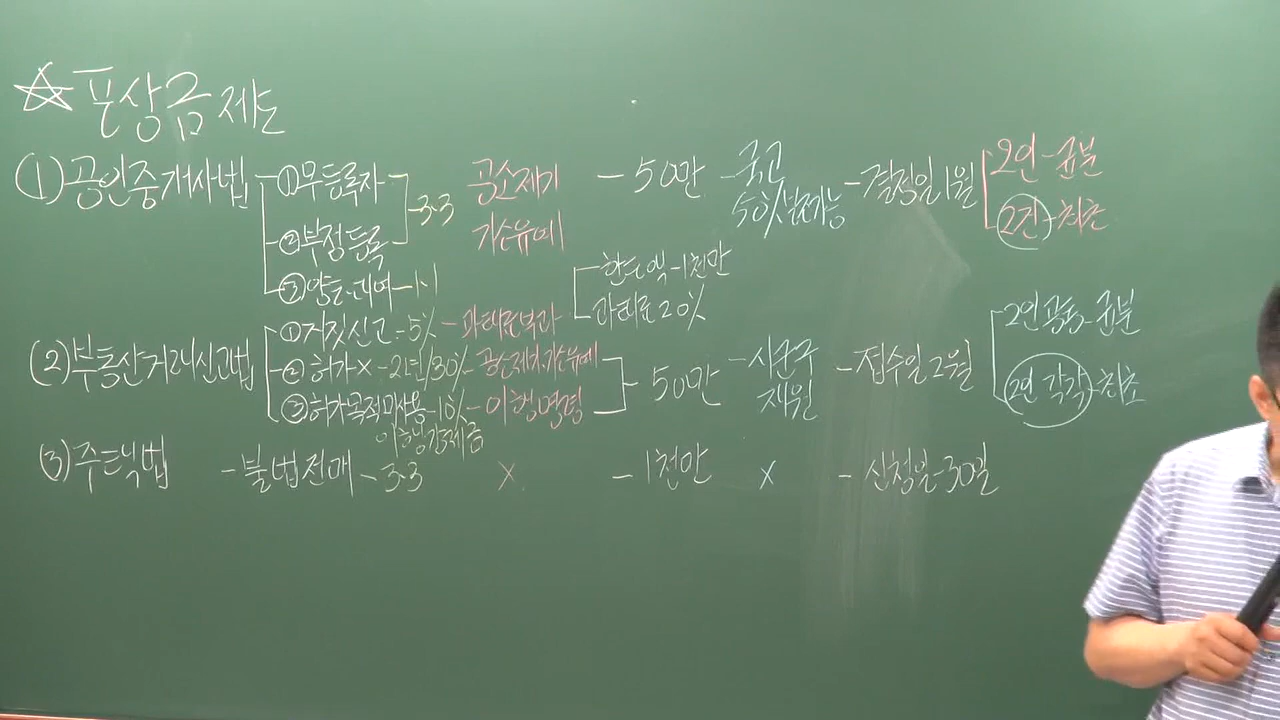 ☆ 포상금 제도
(1) 공인중개사법 ①무등록자 3·3 공소제기 - 50만 - 국고 - 결정일 1월 2인 - 균분
②부정등록 기소유예 50% 보조가능 2건 - 최초
③양도·대여 - 1·1 한도액 - 1천만
(2) 부동산거래신고법 ①거짓신고 - 5% - 과태료부과 과태료 20% 2인 공동 - 균분
②허가 x - 2년/30% - 공소제기·기소유예 50만 - 시군구 - 접수일 2월
③허가목적미사용 - 10% - 이행명령 재원 2인 각각 - 최초
이행강제금
(3) 주택법 - 불법전매 - 3·3 x - 1천만 x - 신청일 - 30일